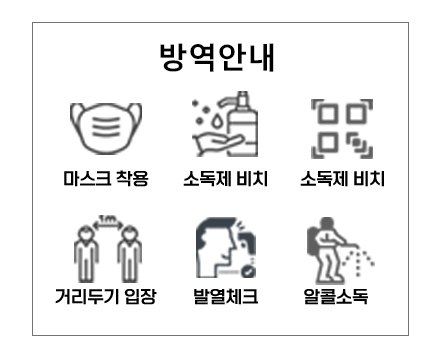 방역안내
마스크 착용
소독제 비치
소독제 비치
1m
거리두기 입장
발열체크
알콜소독